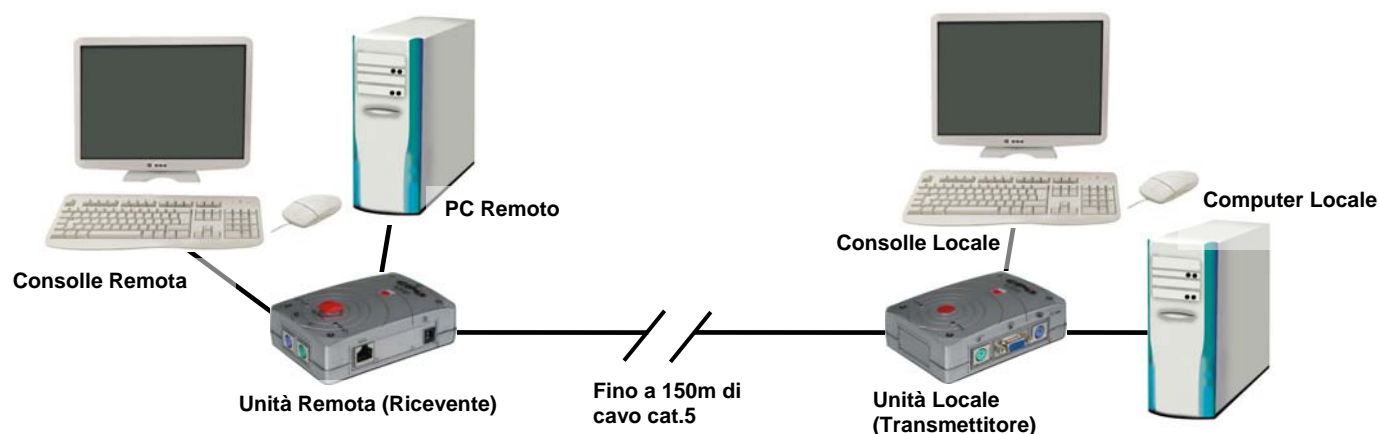 PC Remoto
Computer Locale
Consolle Locale
Consolle Remota
Unità Remota (Ricevente)
Fino a 150m di
cavo cat.5
Unità Locale
(Transmettitore)